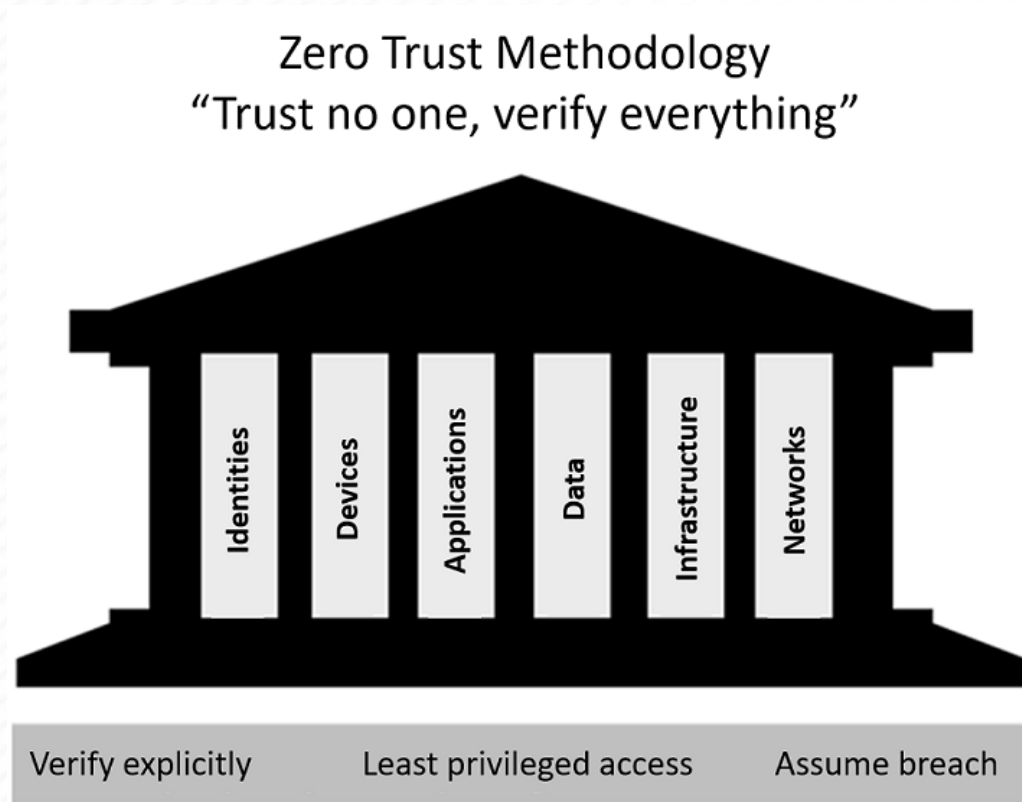 Zero Trust Methodology
“Trust no one, verify everything”
Identities
Devices
Applications
Data
Infrastructure
Networks
Verify explicitly
Least privileged access
Assume breach